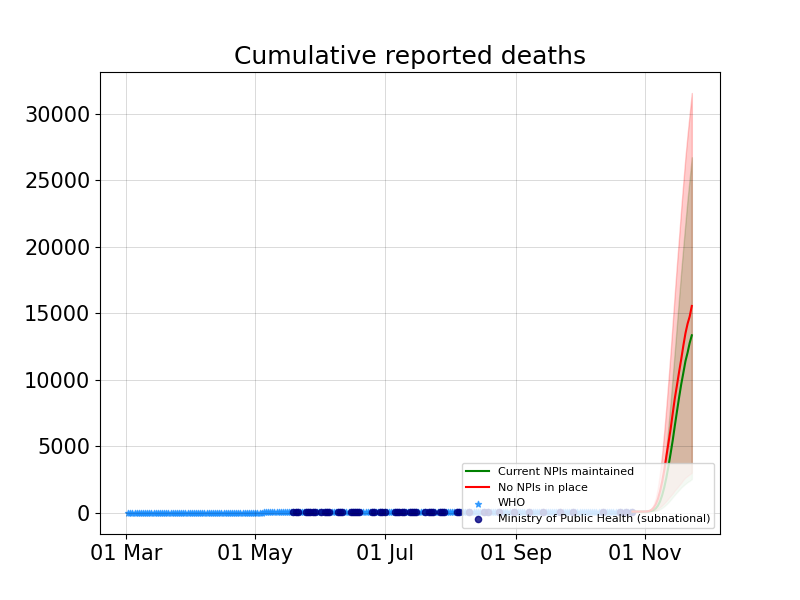 Cumulative reported deaths
30000
25000
20000
15000
10000
5000
0
Current NPIs maintained
No NPIs in place
WHO
Ministry of Public Health (subnational)
01 Mar
01 May
01 Jul
01 Sep
01 Nov